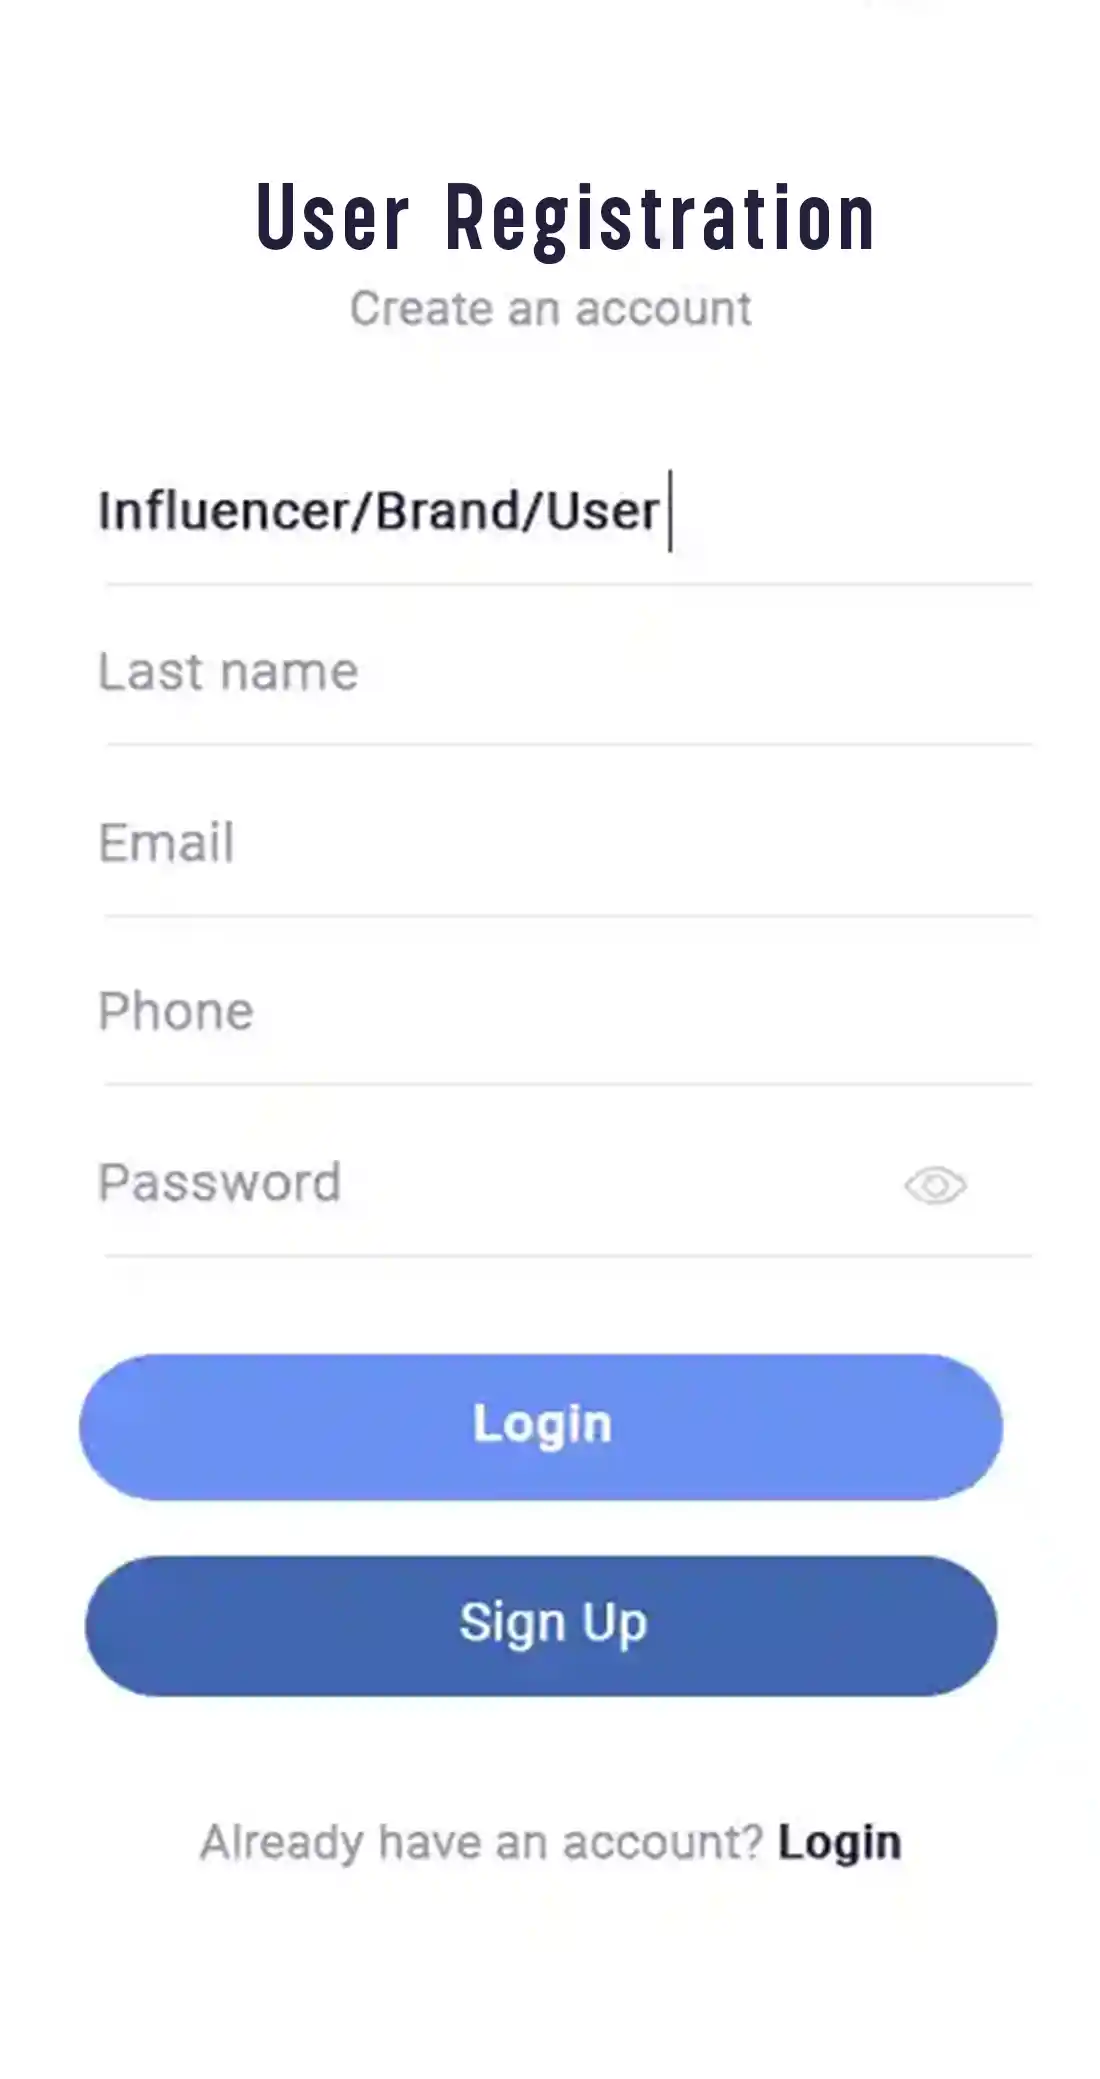 User Registration
Create an account
Influencer/Brand/User
Last name
Email
Phone
Password
Login
Sign Up
Already have an account? Login